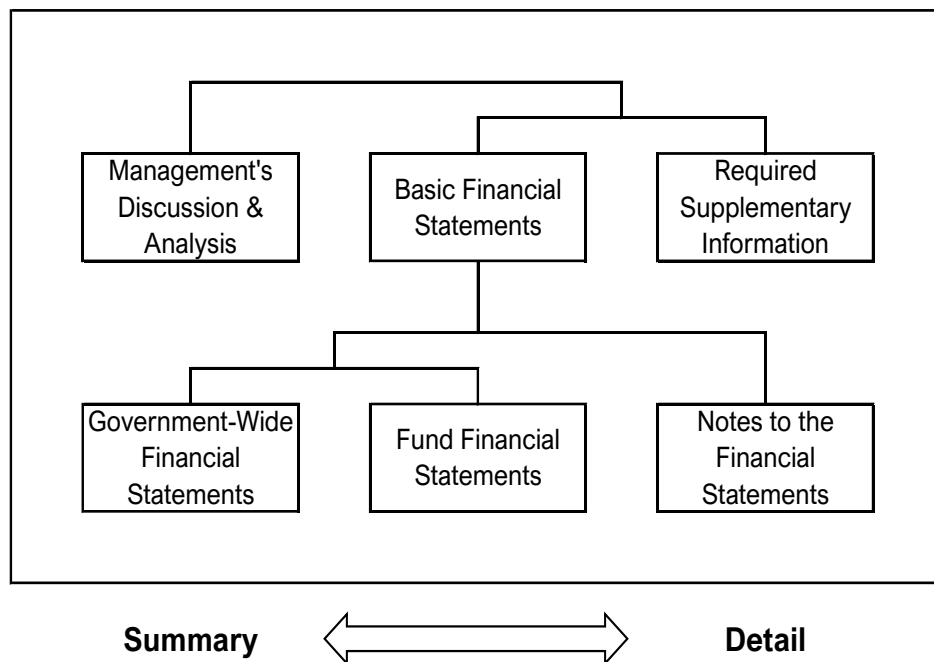 Management's
Discussion &
Analysis
Basic Financial
Statements
Required
Supplementary
Information
Government-Wide
Financial
Statements
Fund Financial
Statements
Notes to the
Financial
Statements
Summary
Detail